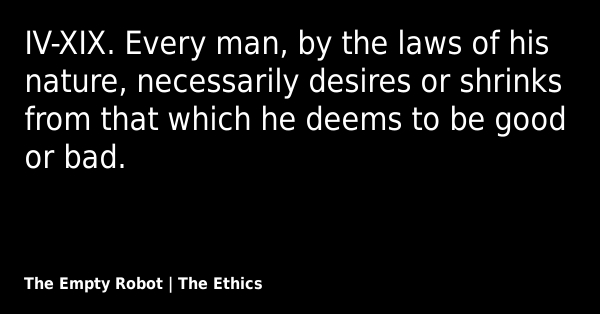 IV-XIX. Every man, by the laws of his
nature, necessarily desires or shrinks
from that which he deems to be good
or bad.
The Empty Robot | The Ethics